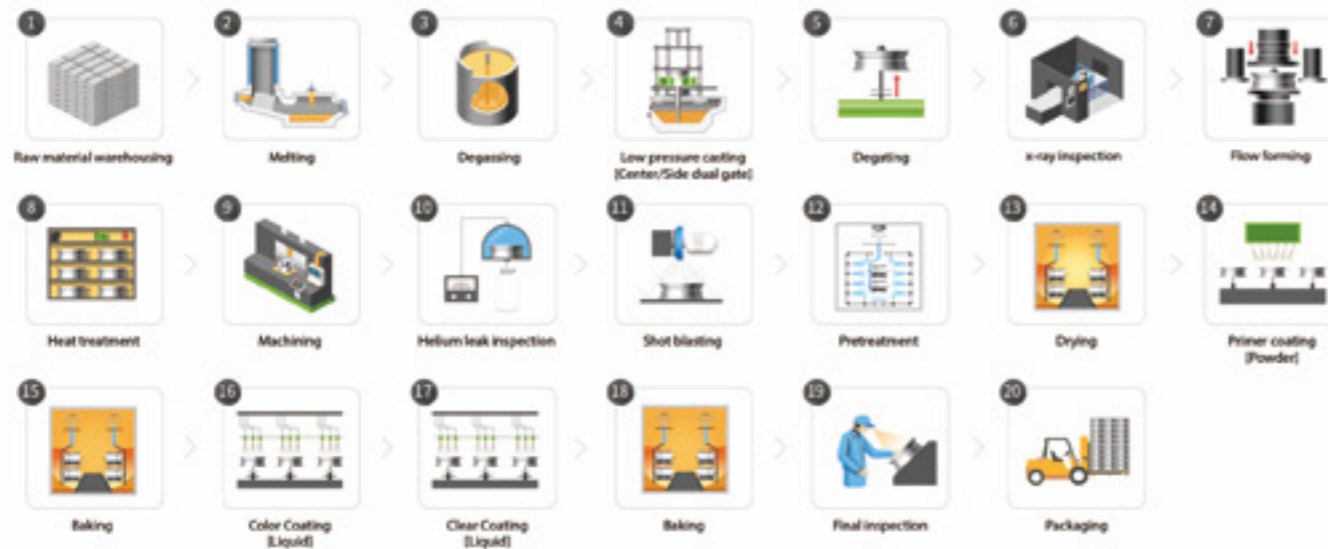 1
Raw material warehousing
2
Melting
3
Degassing
4
Low pressure casting
[Center/Side dual gate]
5
Degating
6
x-ray inspection
7
Flow forming
8
Heat treatment
9
Machining
10
Helium leak inspection
11
Shot blasting
12
Pretreatment
13
Drying
14
Primer coating
[Powder]
15
Baking
16
Color Coating
[Liquid]
17
Clear Coating
[Liquid]
18
Baking
19
Final inspection
20
Packaging